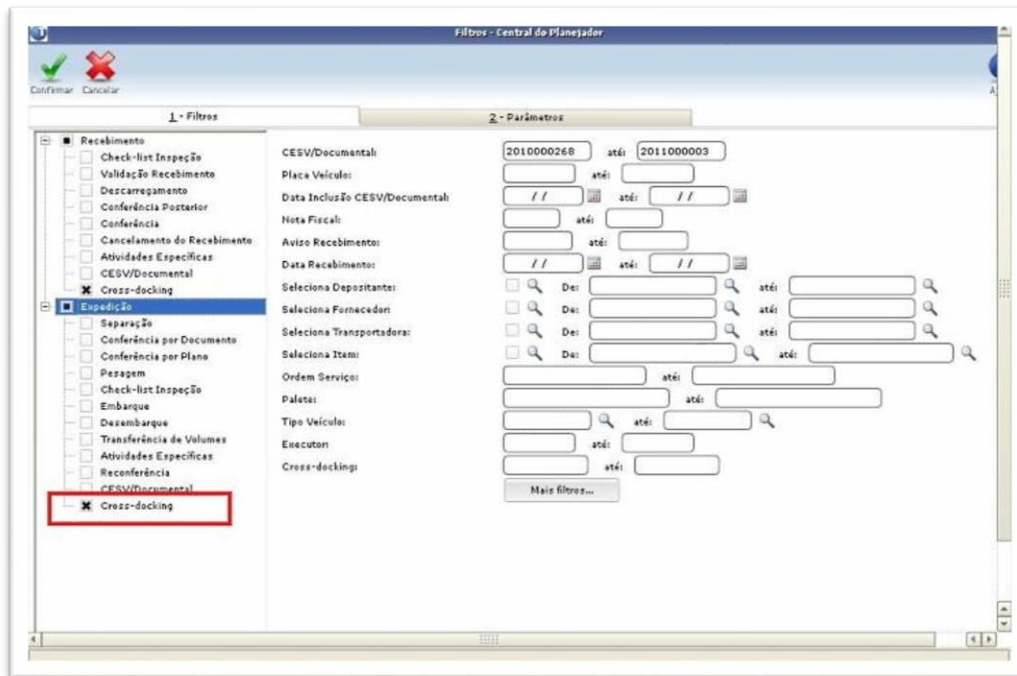 Filtros - Central do Planejador
Confirmar Cancelar
1 - Filtros
2 - Parâmetros
Recebimento
Check-list Inspeção
Validação Recebimento
Descarregamento
Conferência Posterior
Conferência
Cancelamento do Recebimento
Atividades Específicas
CESV/Documental
Cross-docking
Expedição
Separação
Conferência por Documento
Conferência por Plano
Pesagem
Check-list Inspeção
Embarque
Desembarque
Transferência de Volumes
Atividades Específicas
Reconferência
CESV/Documental
Cross-docking
CESV/Documental: 2010000268 até: 2011000003
Placa Veículo: até:
Data Inclusão CESV/Documental: / / até: / /
Nota Fiscal: até:
Aviso Recebimento: até:
Data Recebimento: / / até: / /
Seleciona Depositante: De: até:
Seleciona Fornecedor: De: até:
Seleciona Transportadora: De: até:
Seleciona Item: De: até:
Ordem Serviço: até:
Palete: até:
Tipo Veículo: até:
Executor: até:
Cross-docking: até:
Mais filtros...